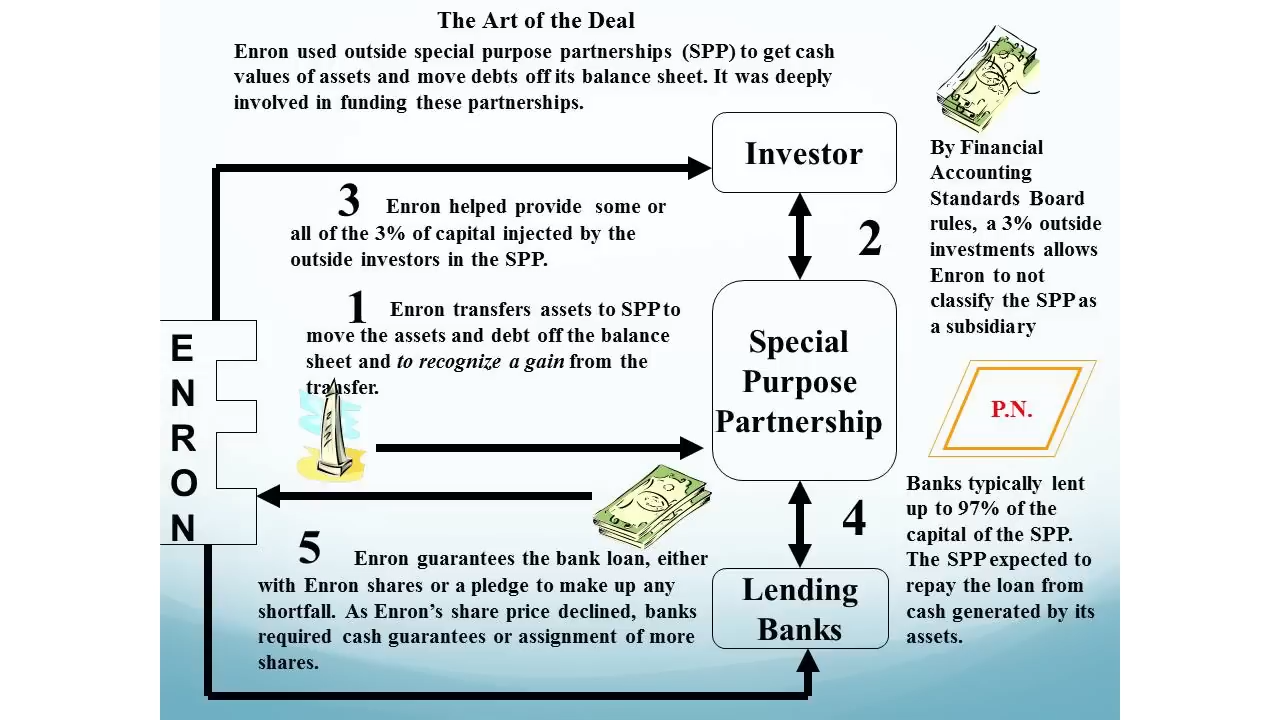 The Art of the Deal
Enron used outside special purpose partnerships (SPP) to get cash
values of assets and move debts off its balance sheet. It was deeply
involved in funding these partnerships.
Investor
By Financial
Accounting
Standards Board
rules, a 3% outside
investments allows
Enron to not
classify the SPP as
a subsidiary
3 Enron helped provide some or
all of the 3% of capital injected by the
outside investors in the SPP.
2
1 Enron transfers assets to SPP to
move the assets and debt off the balance
sheet and to recognize a gain from the
transfer.
E
N
R
O
N
Special
Purpose
Partnership
P.N.
Banks typically lent
up to 97% of the
capital of the SPP.
The SPP expected to
repay the loan from
cash generated by its
assets.
4
5 Enron guarantees the bank loan, either
with Enron shares or a pledge to make up any
shortfall. As Enron's share price declined, banks
required cash guarantees or assignment of more
shares.
Lending
Banks